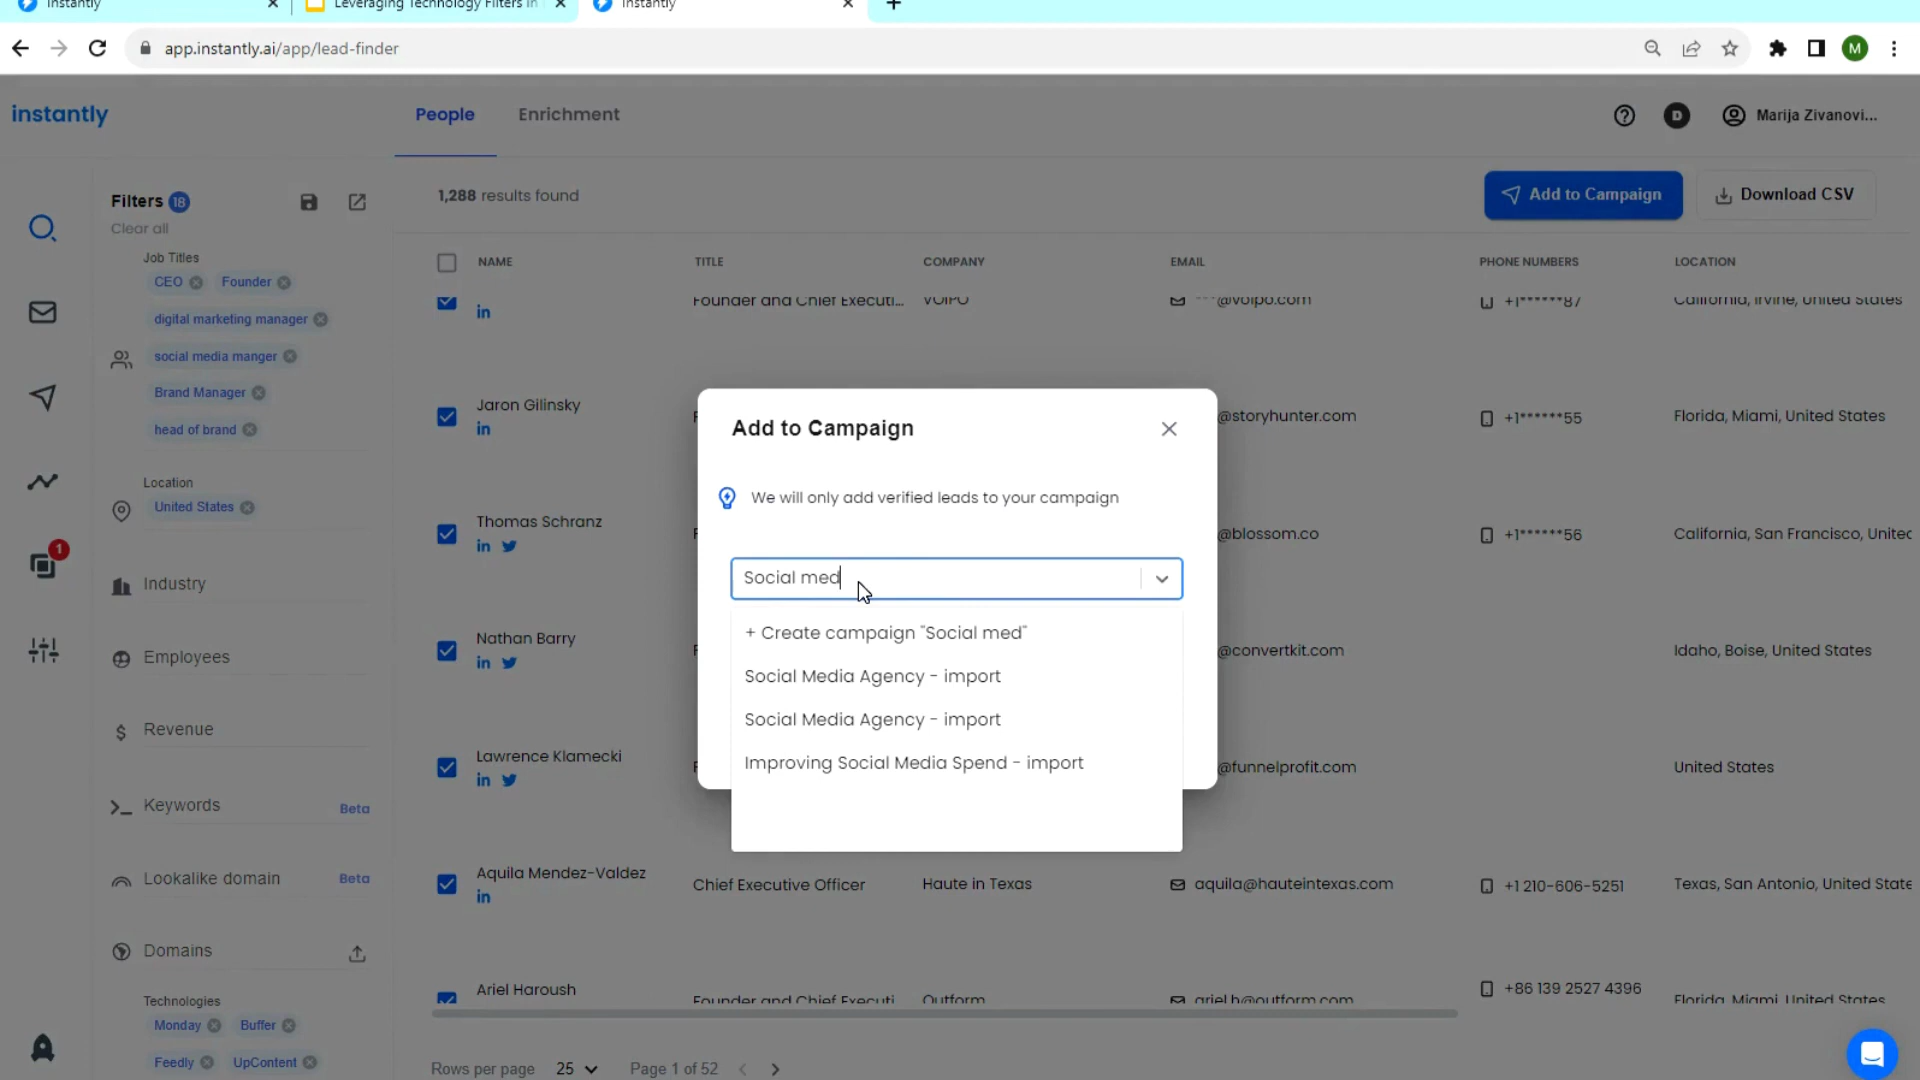 Instantly
Leveraging Technology Filters in
Instantly
app.instantly.ai/app/lead-finder
M
instantly
People
Enrichment
D
Marija Zivanovi...
Filters 18
Clear all
1,288 results found
Add to Campaign
Download CSV
NAME
TITLE
COMPANY
EMAIL
PHONE NUMBERS
LOCATION
Job Titles
CEO
Founder
digital marketing manager
social media manger
Brand Manager
head of brand
Location
United States
Industry
Employees
Revenue
Keywords Beta
Lookalike domain Beta
Domains
Technologies
Monday
Buffer
Feedly
UpContent
1
in
Founder and Chief Executi...
VOIPO
***@voipo.com
+1******87
California, Irvine, United States
Jaron Gilinsky
in
@storyhunter.com
+1******55
Florida, Miami, United States
Thomas Schranz
in
@blossom.co
+1******56
California, San Francisco, United
Nathan Barry
in
@convertkit.com
Idaho, Boise, United States
Lawrence Klamecki
in
@funnelprofit.com
United States
Aquila Mendez-Valdez
in
Chief Executive Officer
Haute in Texas
aquila@hauteintexas.com
+1 210-606-5251
Texas, San Antonio, United State
Ariel Haroush
Founder and Chief Executi
Outform
ariel.h@outform.com
+86 139 2527 4396
Florida, Miami, United States
Add to Campaign
We will only add verified leads to your campaign
Social med
+ Create campaign "Social med"
Social Media Agency - import
Social Media Agency - import
Improving Social Media Spend - import
Rows per page 25
Page 1 of 52